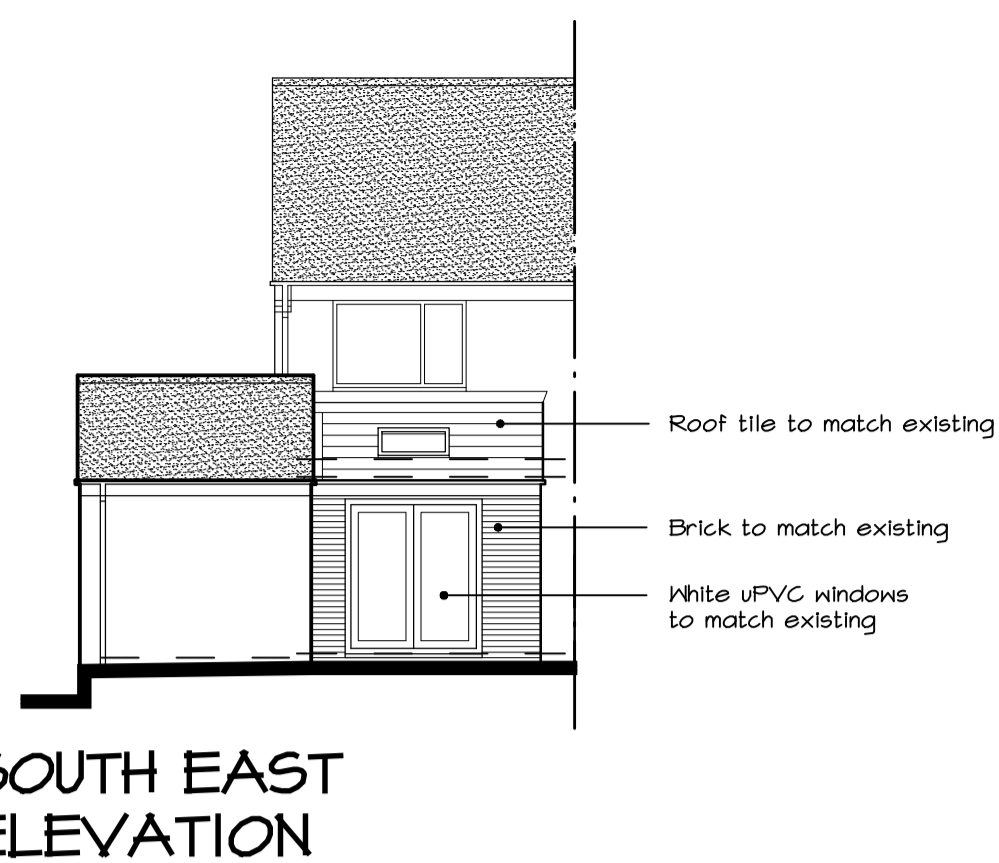 Roof tile to match existing
Brick to match existing
White uPVC windows
to match existing
SOUTH EAST
ELEVATION